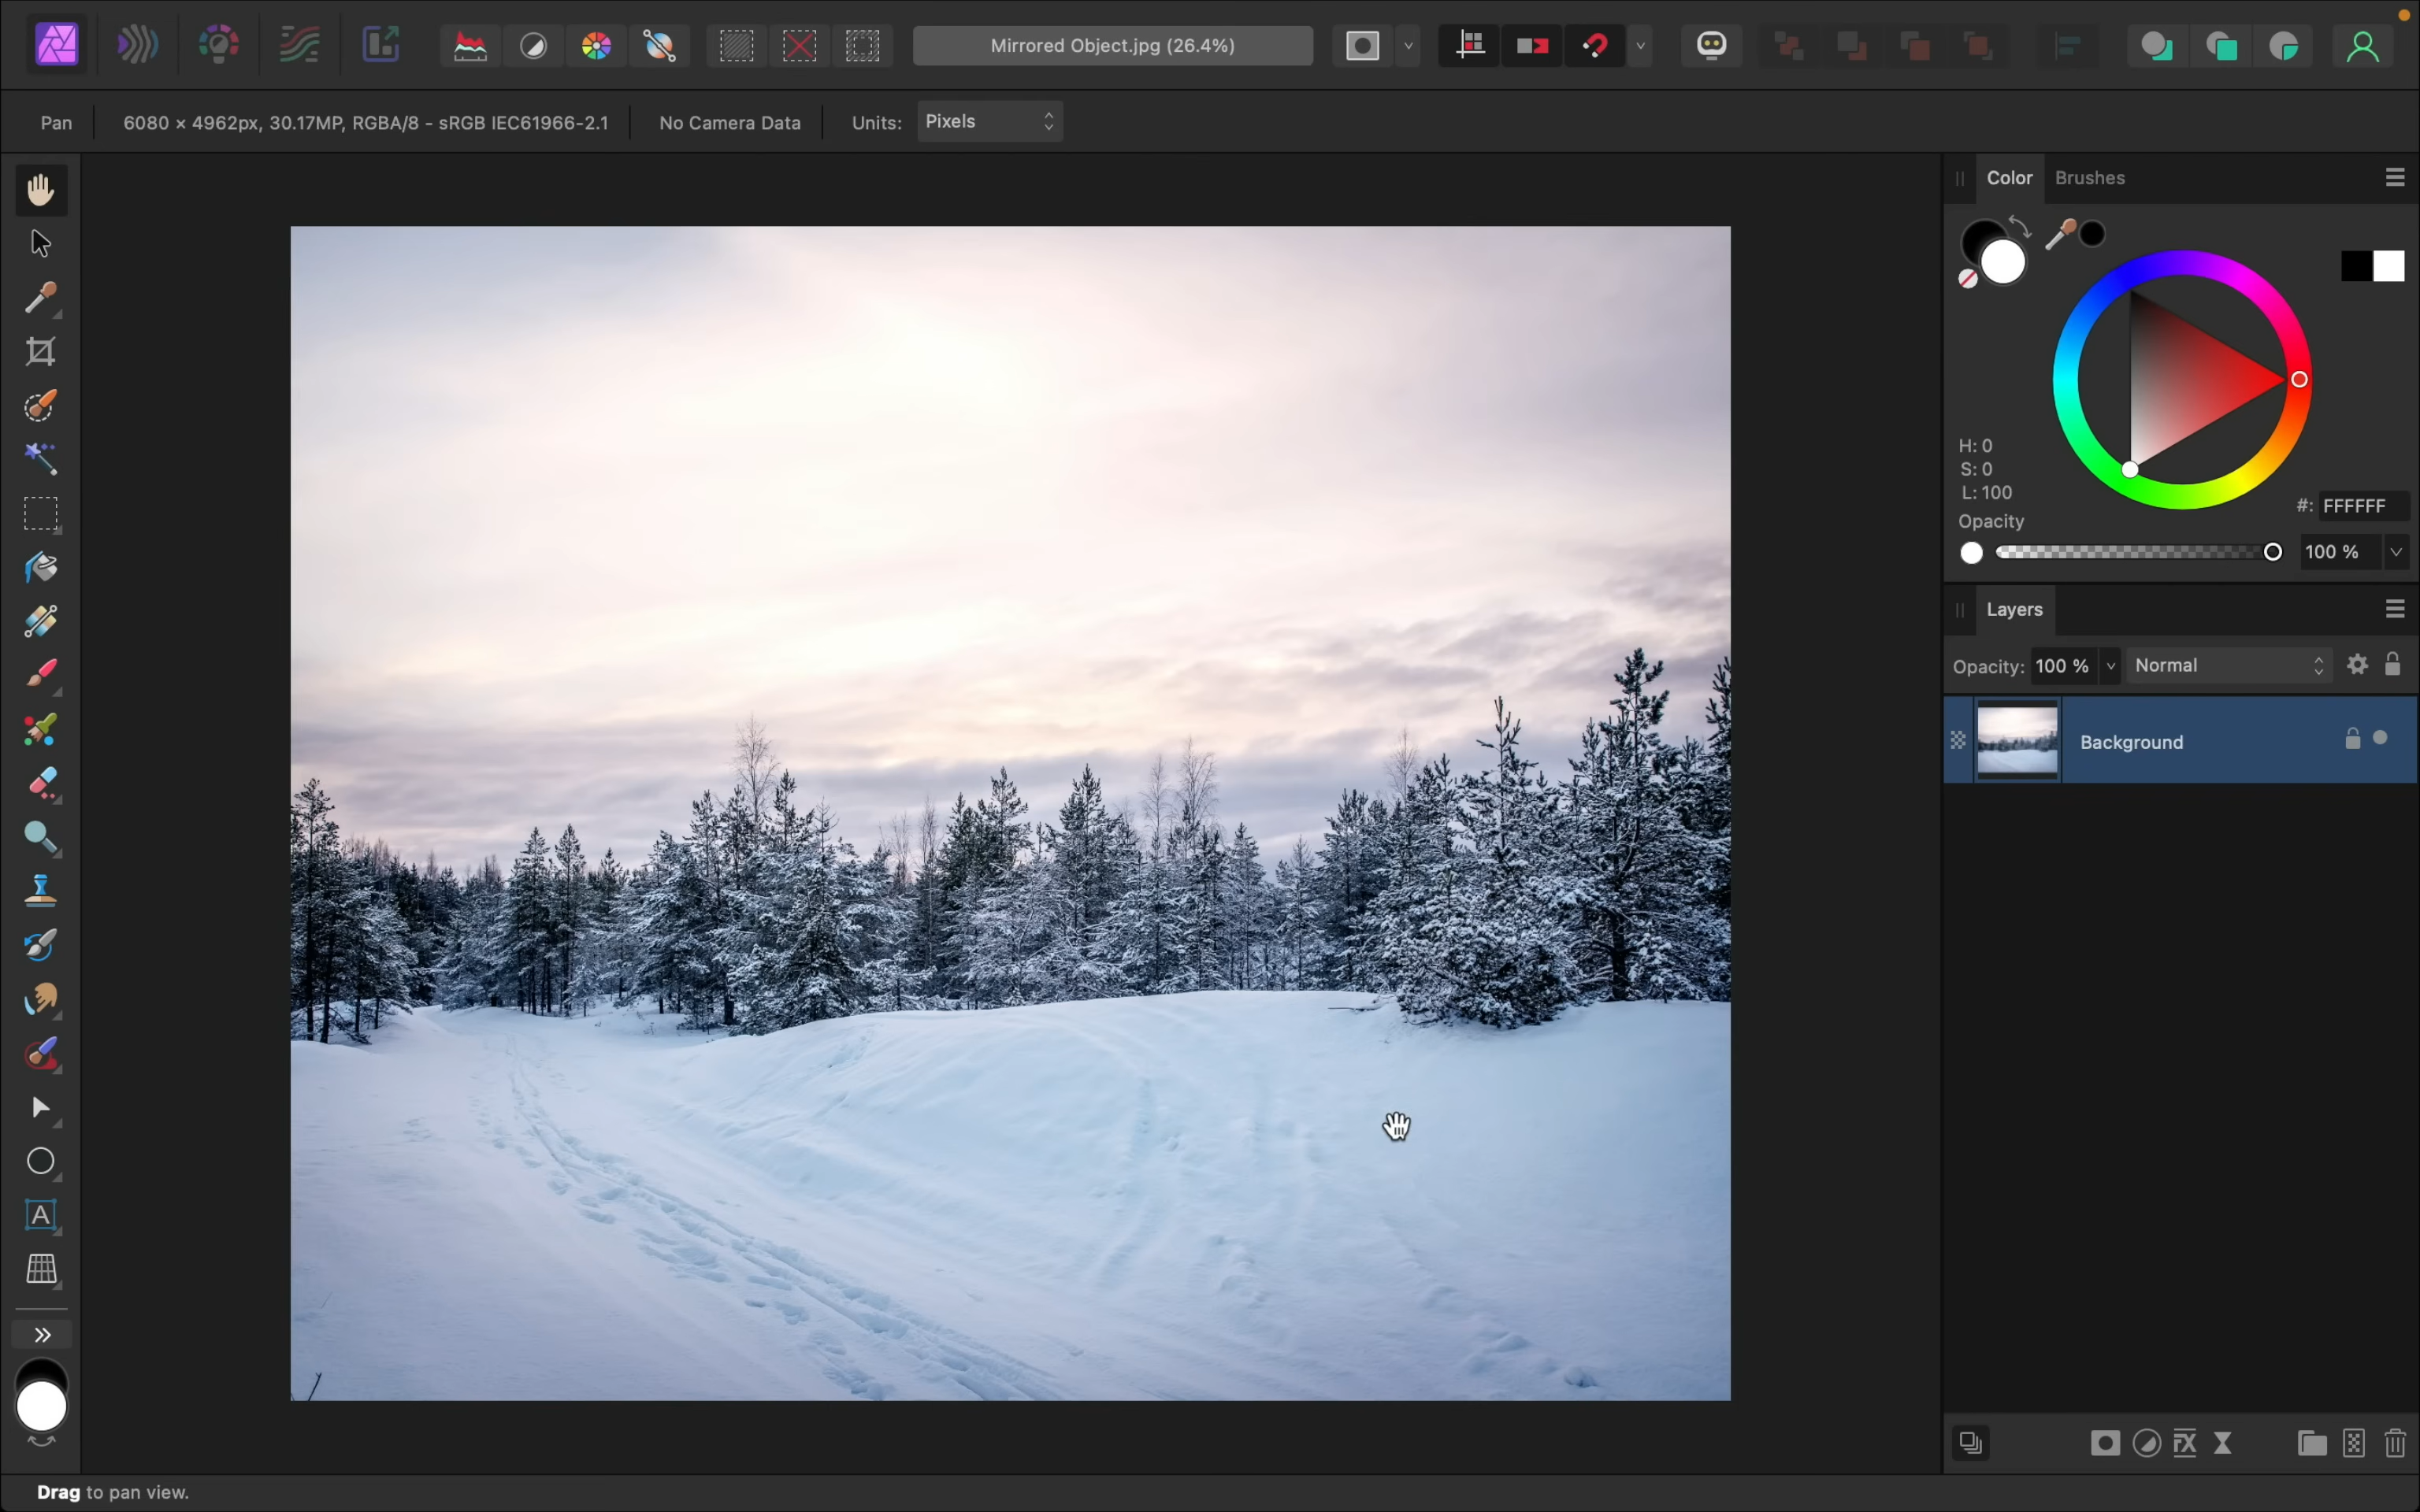 Mirrored Object.jpg (26.4%)
Pan
6080 × 4962px, 30.17MP, RGBA/8 - sRGB IEC61966-2.1
No Camera Data
Units:
Pixels
Color
Brushes
H: 0
S: 0
L: 100
#: FFFFFF
Opacity
100 %
Layers
Opacity: 100 %
Normal
Background
A
FX
Drag to pan view.